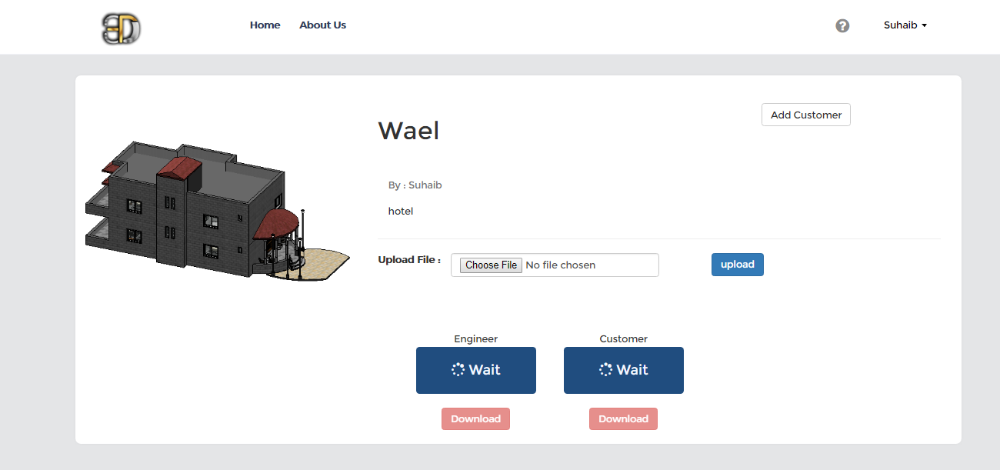 3D
Home About Us Suhaib
Add Customer
Wael
By : Suhaib
hotel
Upload File : Choose File No file chosen upload
Engineer Customer
Wait Wait
Download Download